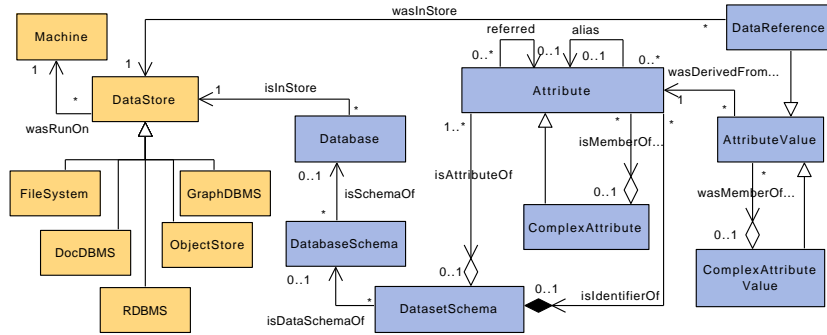 wasInStore
referred
alias
Machine
DataReference
1
1
*
0..*
0..1
0..1
0..*
isInStore
wasDerivedFrom...
DataStore
1
*
*
Attribute
1
*
wasRunOn
Database
1..*
*
*
AttributeValue
isMemberOf...
0..1
isAttributeOf
*
FileSystem
GraphDBMS
isSchemaOf
wasMemberOf...
0..1
*
ComplexAttribute
0..1
DocDBMS
ObjectStore
DatabaseSchema
ComplexAttribute
Value
0..1
0..1
0..1
RDBMS
*
DatasetSchema
isIdentifierOf
isDataSchemaOf